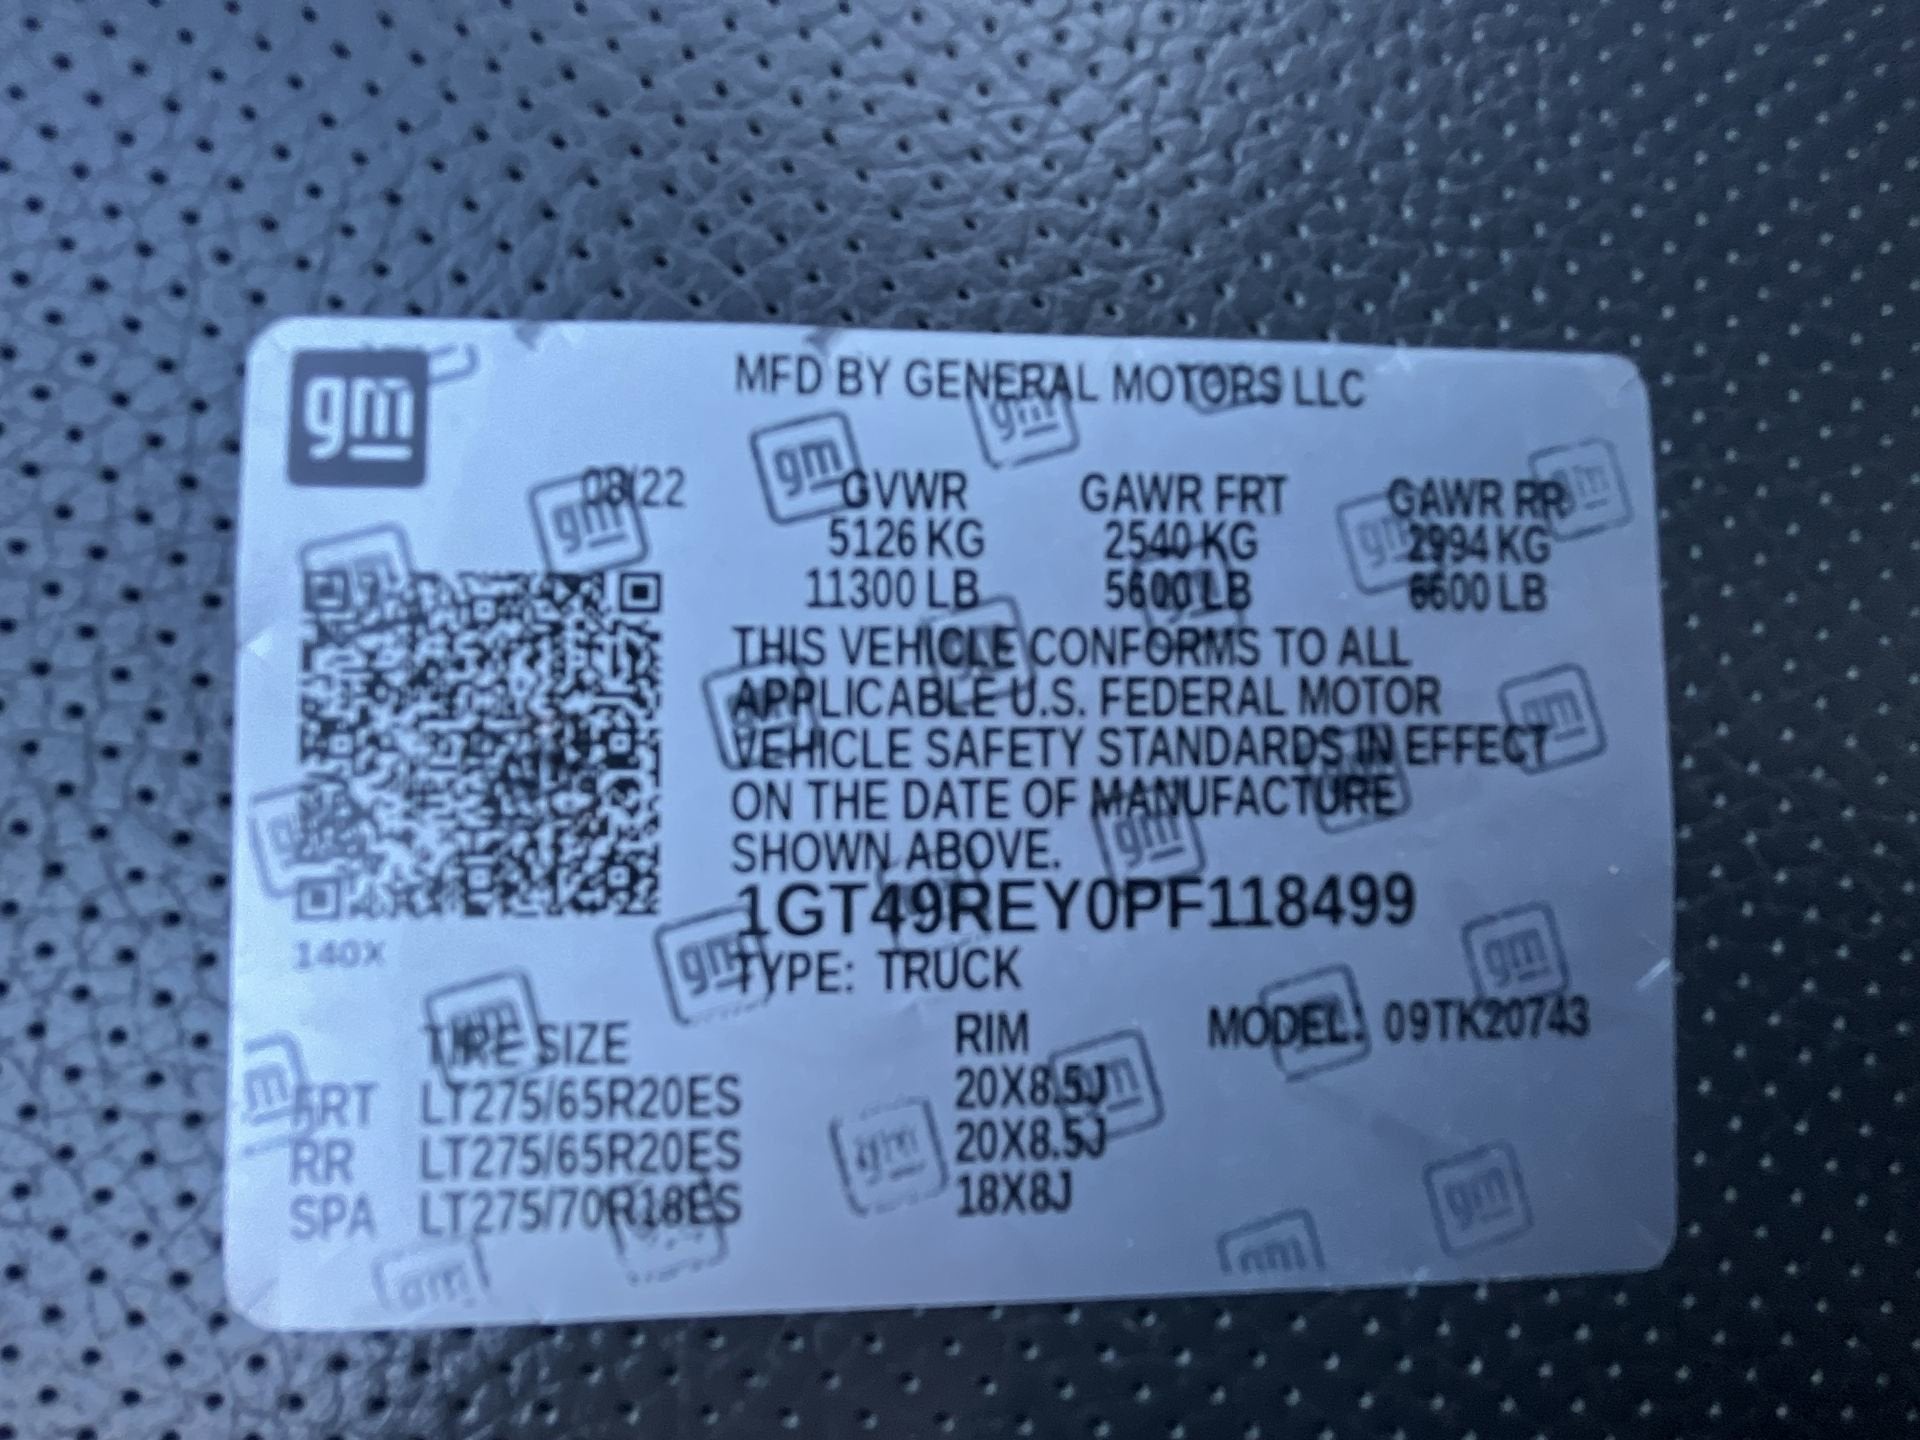 gm
MFD BY GENERAL MOTORS LLC
08/22 GVWR GAWR FRT GAWR RR
5126 KG 2540 KG 2994 KG
11300 LB 5600 LB 6600 LB
THIS VEHICLE CONFORMS TO ALL
APPLICABLE U.S. FEDERAL MOTOR
VEHICLE SAFETY STANDARDS IN EFFECT
ON THE DATE OF MANUFACTURE
SHOWN ABOVE.
1GT49REY0PF118499
140X
TYPE: TRUCK
TIRE SIZE RIM MODEL: 09TK20743
FRT LT275/65R20ES 20X8.5J
RR LT275/65R20ES 20X8.5J
SPA LT275/70R18ES 18X8J